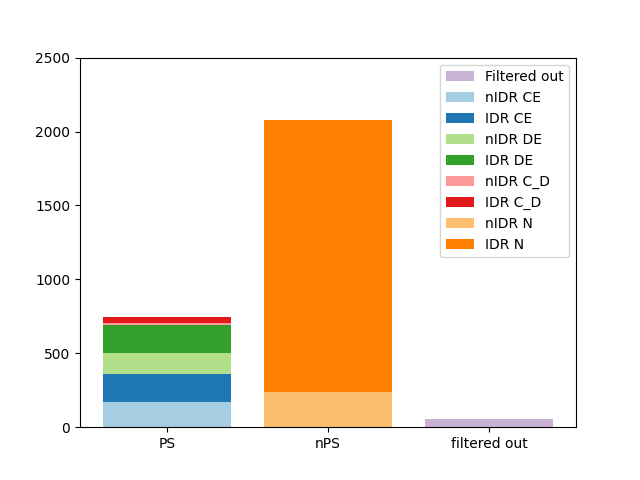 2500
2000
1500
1000
500
0
PS
nPS
filtered out
Filtered out
nIDR CE
IDR CE
nIDR DE
IDR DE
nIDR C_D
IDR C_D
nIDR N
IDR N